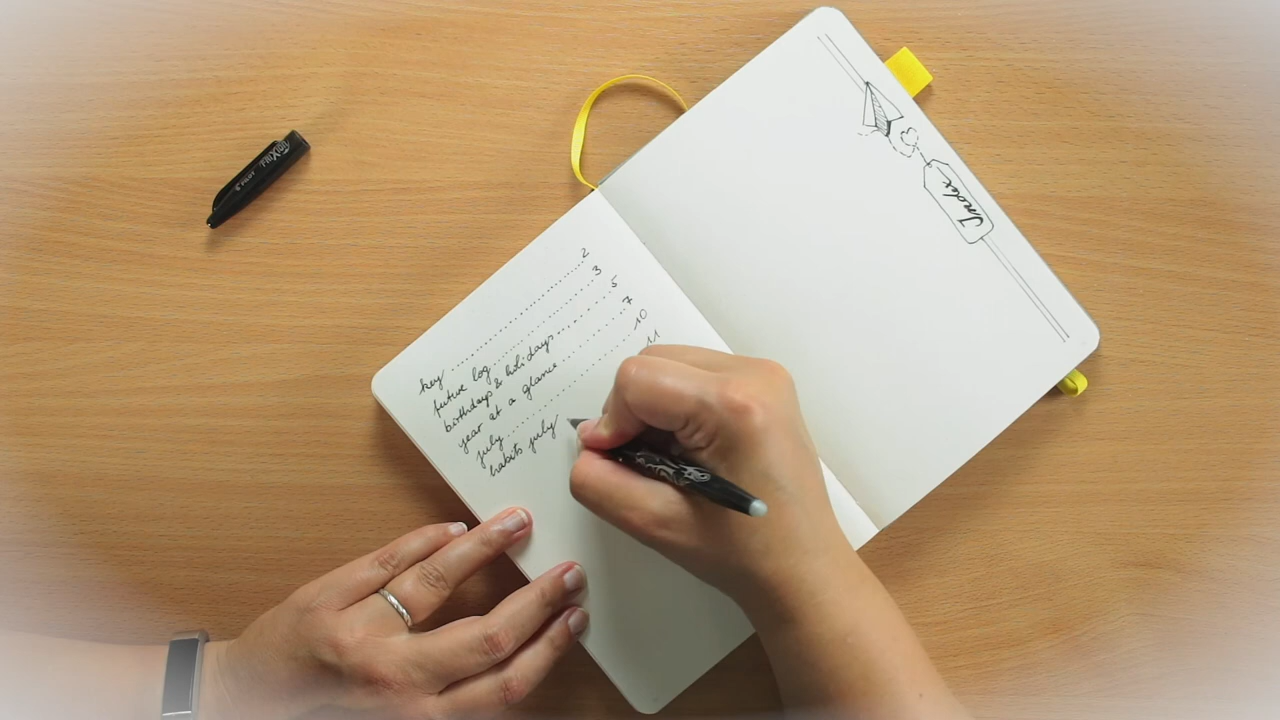 Index
key .................... 2
future log .................... 3
birthdays & holidays .......... 5
year at a glance .......... 7
july .................... 10
habits july 11
PILOT FRIXION